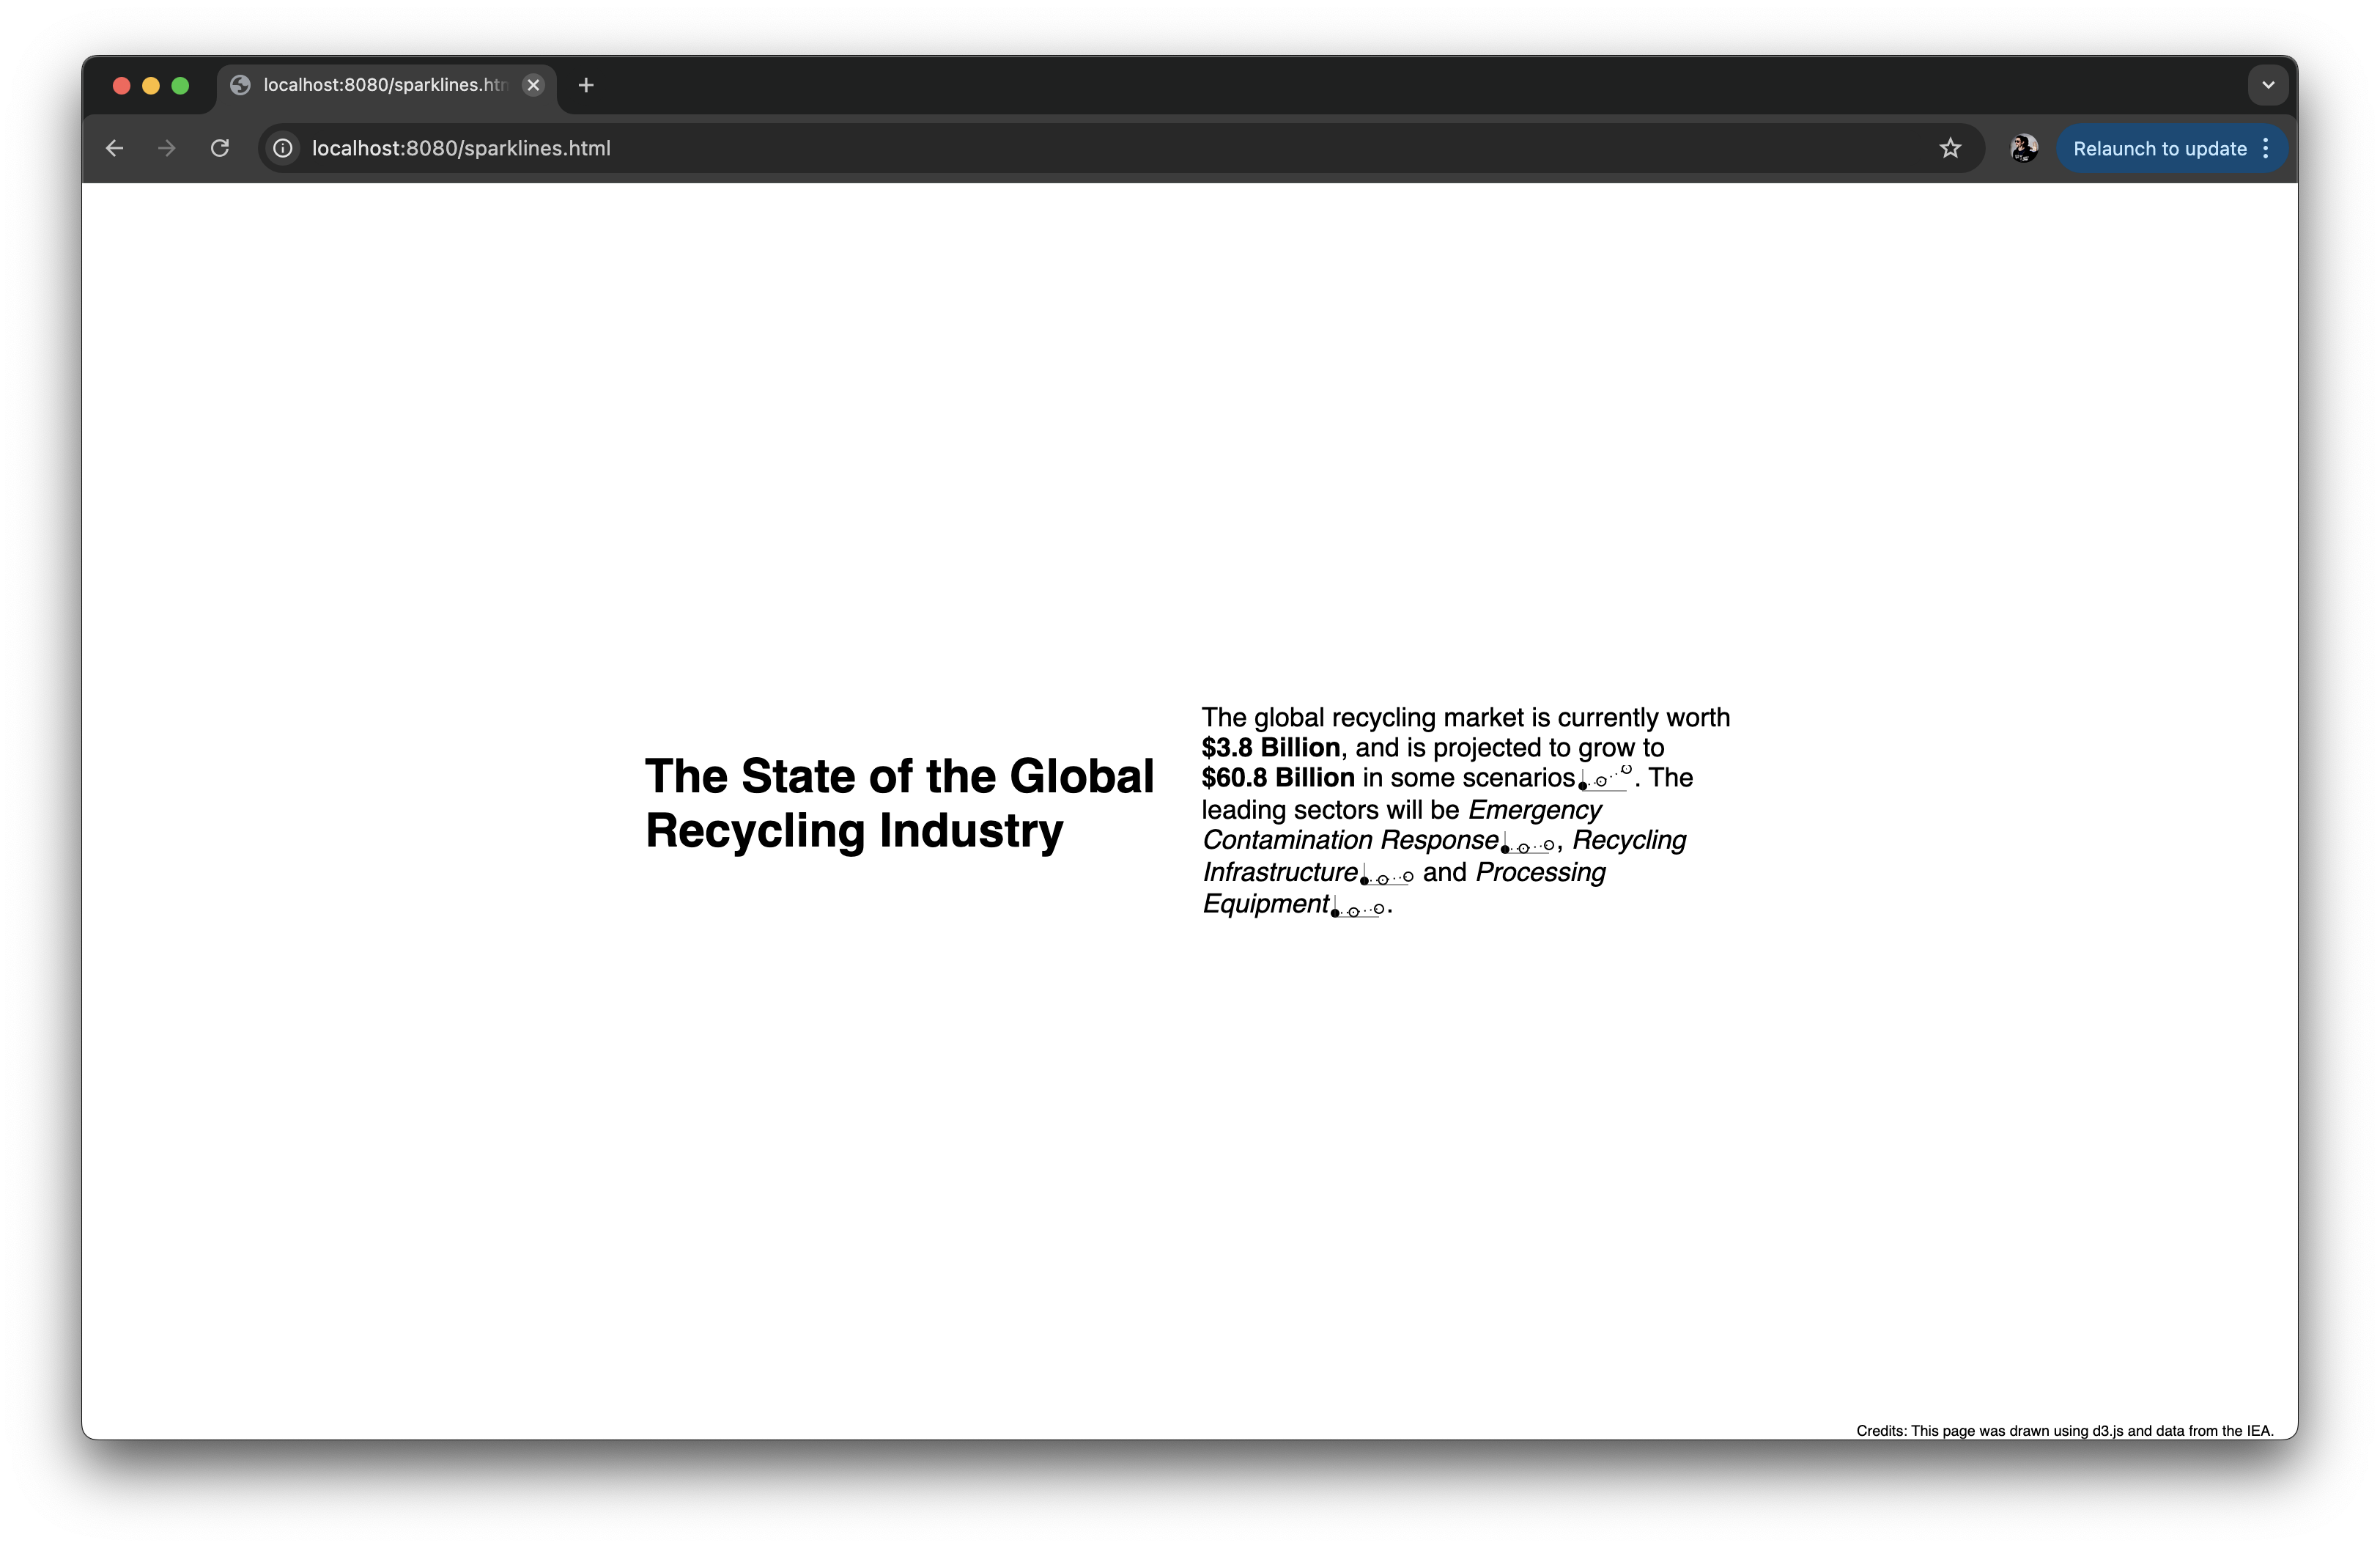 localhost:8080/sparklines.htm
localhost:8080/sparklines.html
Relaunch to update
The State of the Global
Recycling Industry
The global recycling market is currently worth
$3.8 Billion, and is projected to grow to
$60.8 Billion in some scenarios. The
leading sectors will be Emergency
Contamination Response, Recycling
Infrastructure and Processing
Equipment.
Credits: This page was drawn using d3.js and data from the IEA.